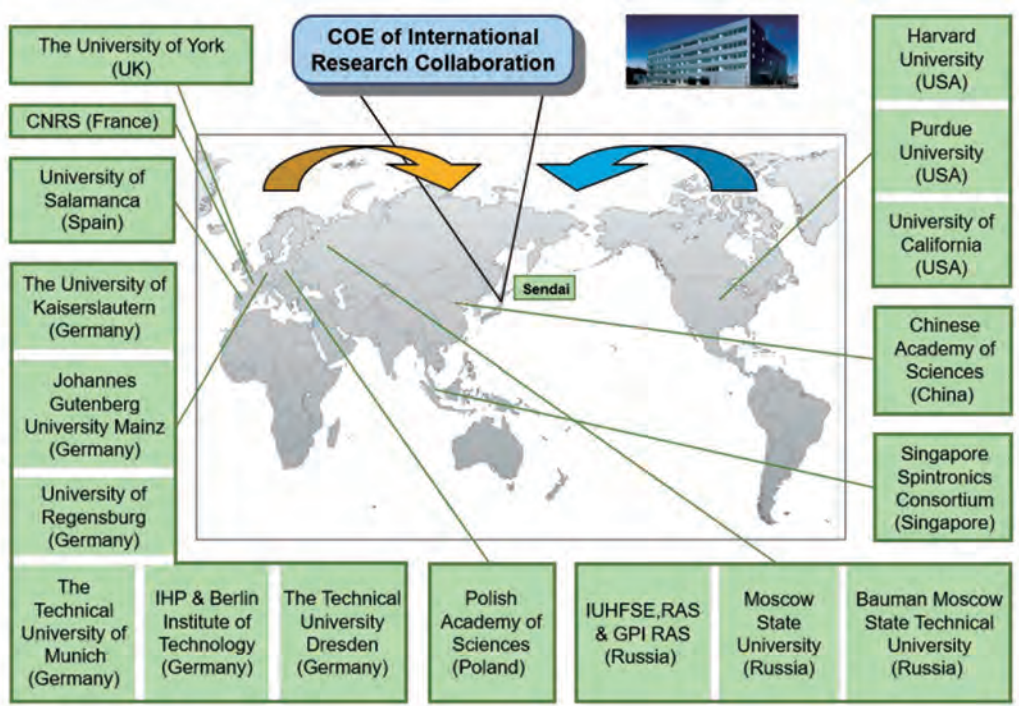 The University of York
(UK)
COE of International
Research Collaboration
Harvard
University
(USA)
CNRS (France)
Purdue
University
(USA)
University of
Salamanca
(Spain)
University of
California
(USA)
The University of
Kaiserslautern
(Germany)
Sendai
Chinese
Academy of
Sciences
(China)
Johannes
Gutenberg
University Mainz
(Germany)
Singapore
Spintronics
Consortium
(Singapore)
University of
Regensburg
(Germany)
The
Technical
University of
Munich
(Germany)
IHP & Berlin
Institute of
Technology
(Germany)
The Technical
University
Dresden
(Germany)
Polish
Academy of
Sciences
(Poland)
IUHFSE,RAS
& GPI RAS
(Russia)
Moscow
State
University
(Russia)
Bauman Moscow
State Technical
University
(Russia)